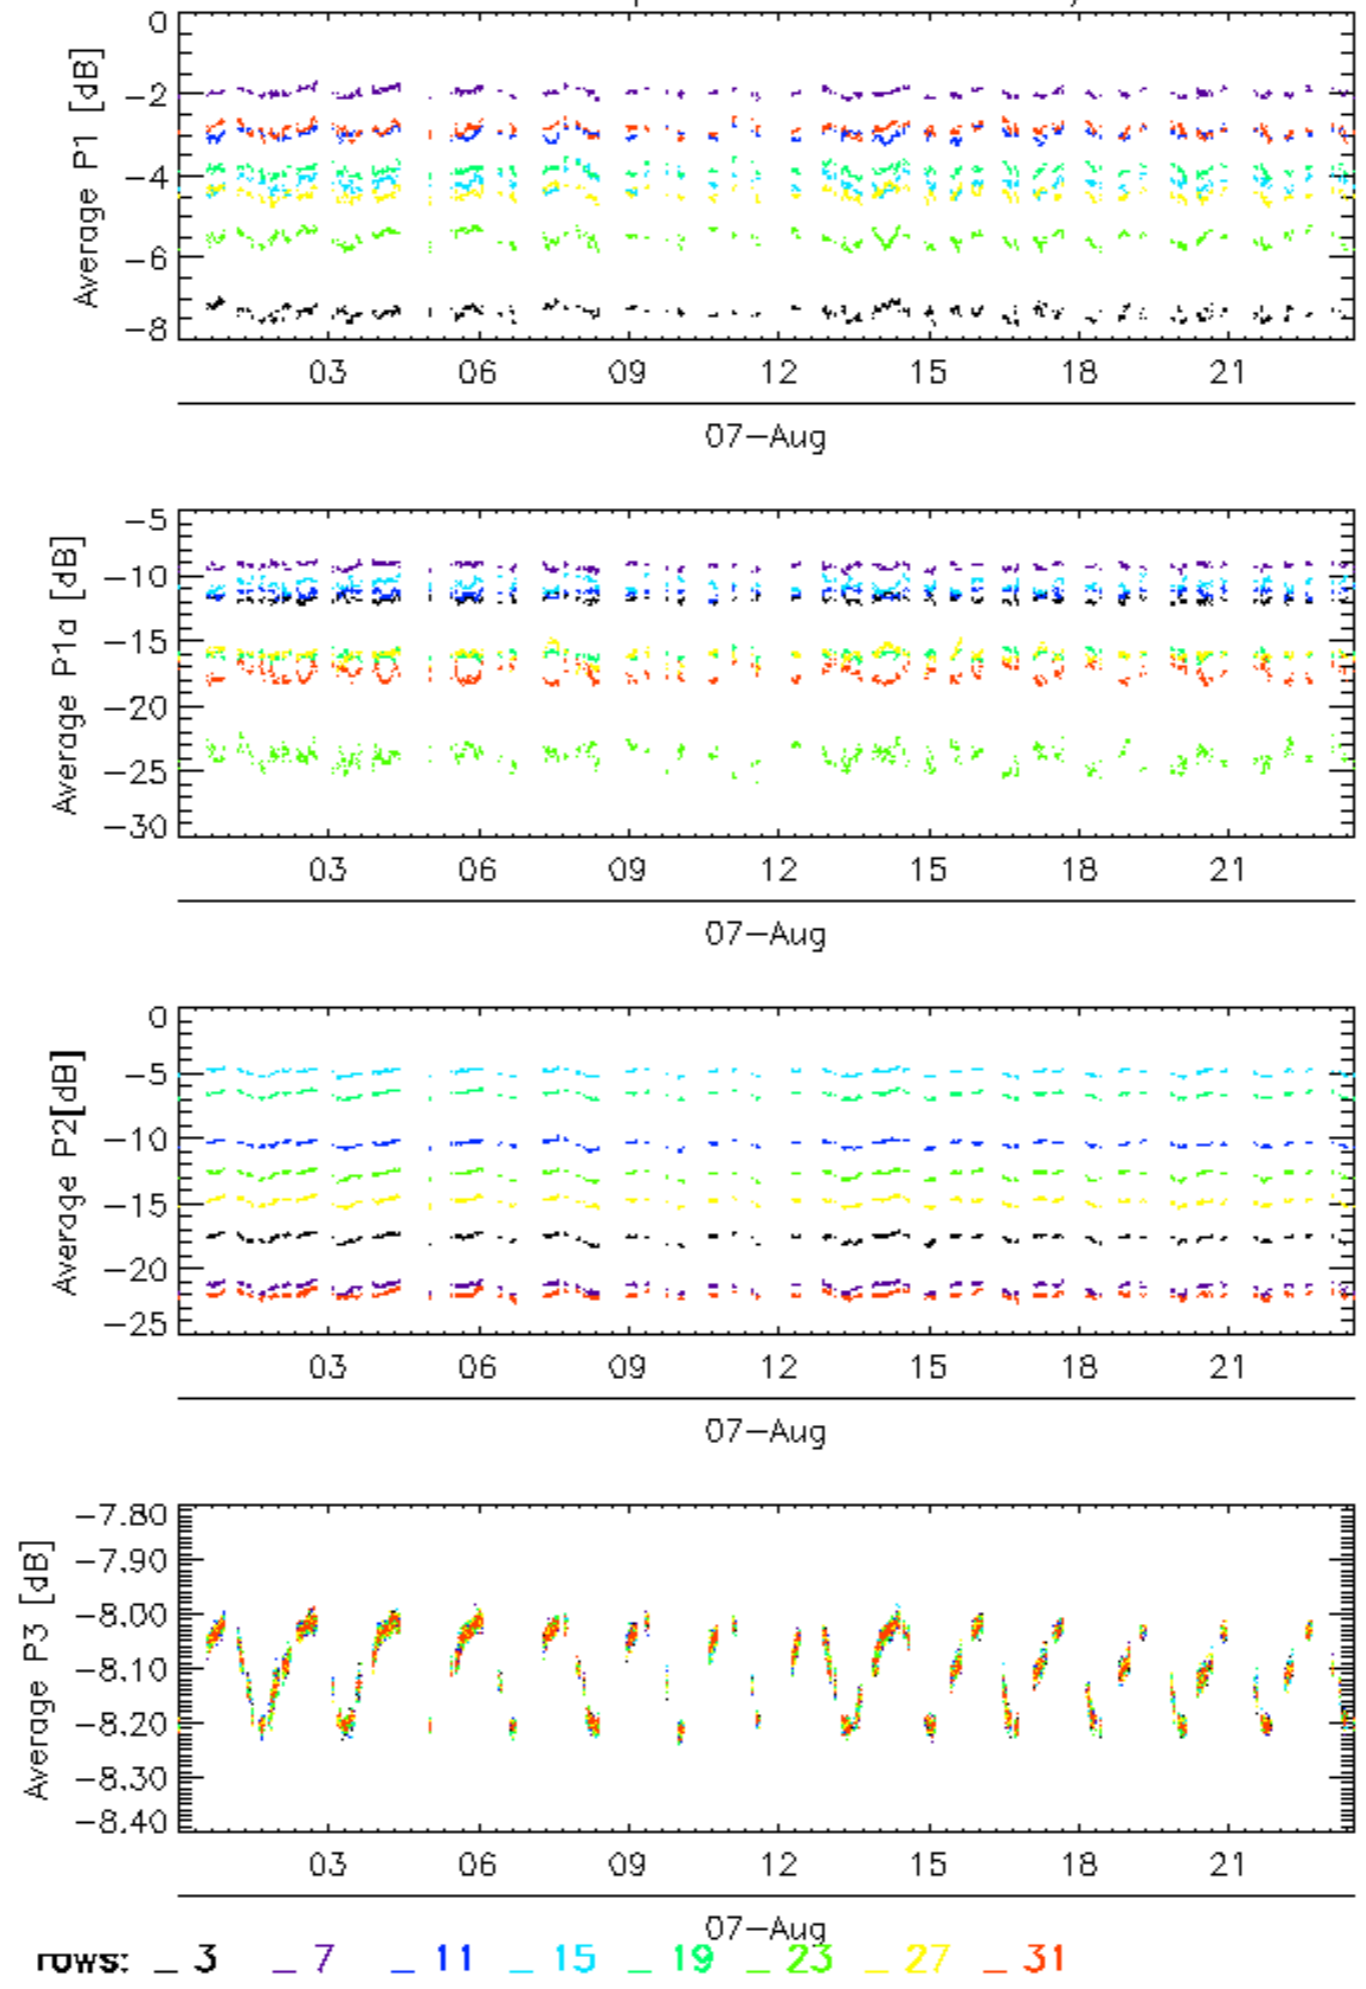 0
-2
-4
-6
-8
Average P1 [dB]
03 06 09 12 15 18 21
07-Aug
-5
-10
-15
-20
-25
-30
Average P1a [dB]
03 06 09 12 15 18 21
07-Aug
0
-5
-10
-15
-20
-25
Average P2[dB]
03 06 09 12 15 18 21
07-Aug
-7.80
-7.90
-8.00
-8.10
-8.20
-8.30
-8.40
Average P3 [dB]
03 06 09 12 15 18 21
07-Aug
rows: _ 3 _ 7 _ 11 _ 15 _ 19 _ 23 _ 27 _ 31